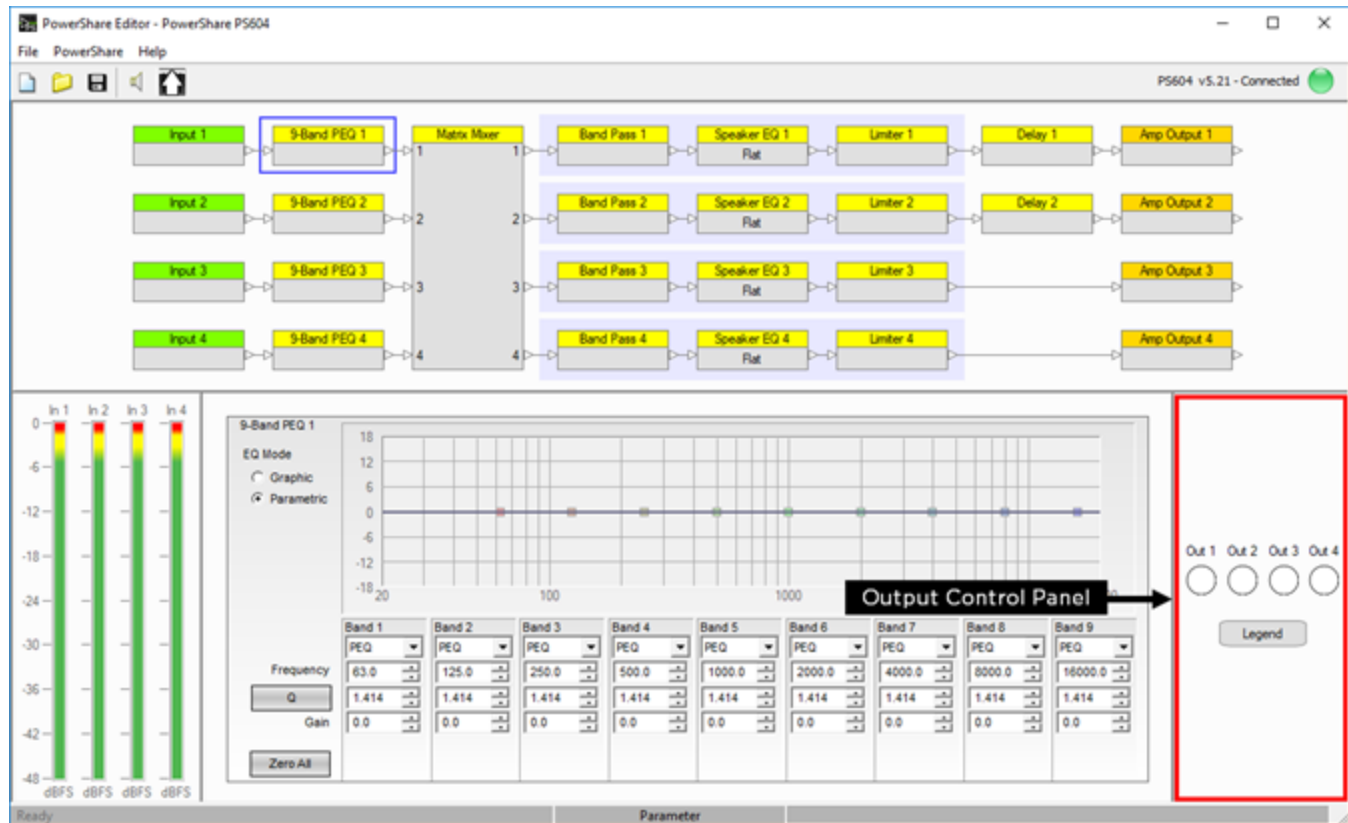 PowerShare Editor - PowerShare PS604
File PowerShare Help
PS604 v5.21 - Connected
Input 1 9-Band PEQ 1 Matrix Mixer Band Pass 1 Speaker EQ 1 Limiter 1 Delay 1 Amp Output 1
1 1 Flat
Input 2 9-Band PEQ 2 Band Pass 2 Speaker EQ 2 Limiter 2 Delay 2 Amp Output 2
2 2 Flat
Input 3 9-Band PEQ 3 Band Pass 3 Speaker EQ 3 Limiter 3 Amp Output 3
3 3 Flat
Input 4 9-Band PEQ 4 Band Pass 4 Speaker EQ 4 Limiter 4 Amp Output 4
4 4 Flat
In 1 In 2 In 3 In 4
0
-6
-12
-18
-24
-30
-36
-42
-48
dBFS dBFS dBFS dBFS
9-Band PEQ 1
EQ Mode
Graphic
Parametric
18
12
6
0
-6
-12
-18
20 100 1000
Output Control Panel
Band 1 Band 2 Band 3 Band 4 Band 5 Band 6 Band 7 Band 8 Band 9
PEQ PEQ PEQ PEQ PEQ PEQ PEQ PEQ PEQ
Frequency 63.0 125.0 250.0 500.0 1000.0 2000.0 4000.0 8000.0 16000.0
Q 1.414 1.414 1.414 1.414 1.414 1.414 1.414 1.414 1.414
Gain 0.0 0.0 0.0 0.0 0.0 0.0 0.0 0.0 0.0
Zero All
Out 1 Out 2 Out 3 Out 4
Legend
Ready Parameter